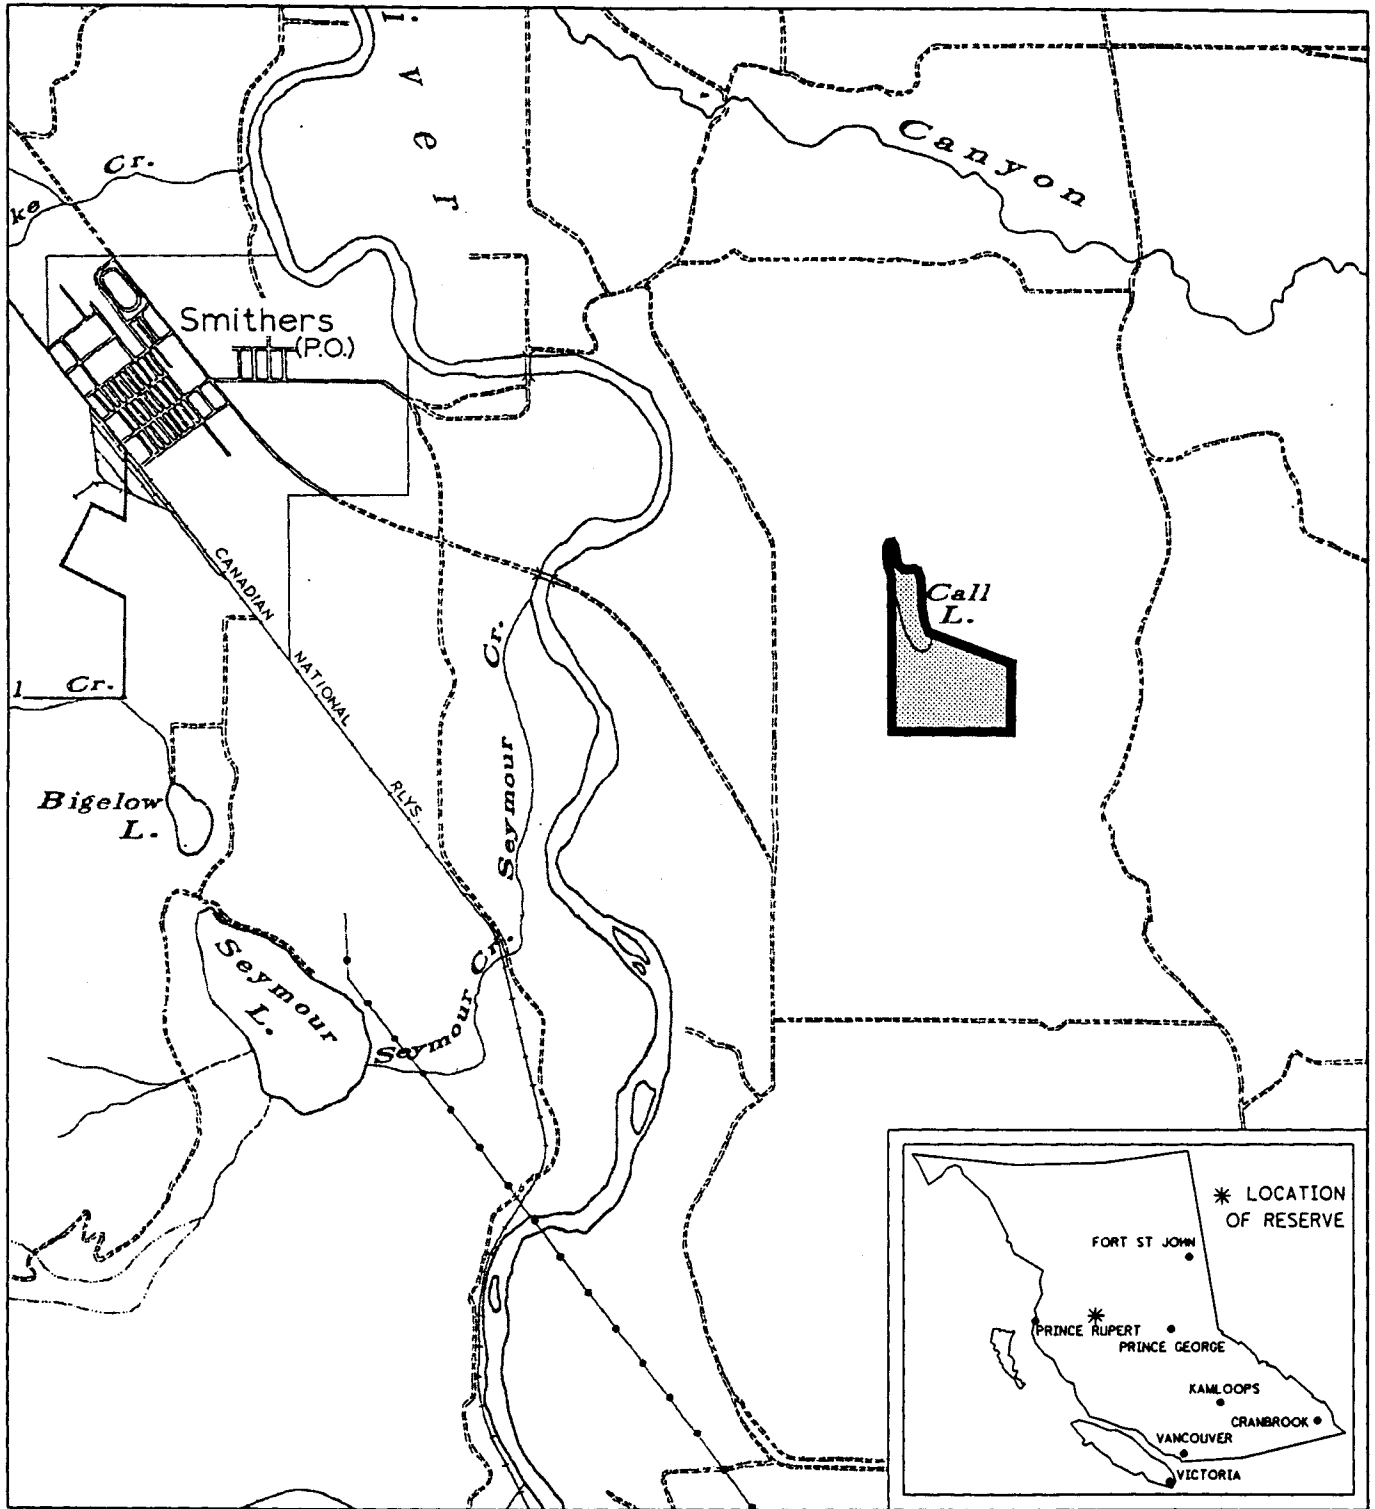 i
v
e
r
Cr.
ke
Canyon
Smithers
(P.O.)
CANADIAN
NATIONAL
RLYS.
Call
L.
Cr.
Seymour
l Cr.
Bigelow
L.
Seymour
L.
Seymour Cr.
LOCATION
OF RESERVE
FORT ST JOHN
PRINCE RUPERT
PRINCE GEORGE
KAMLOOPS
CRANBROOK
VANCOUVER
VICTORIA